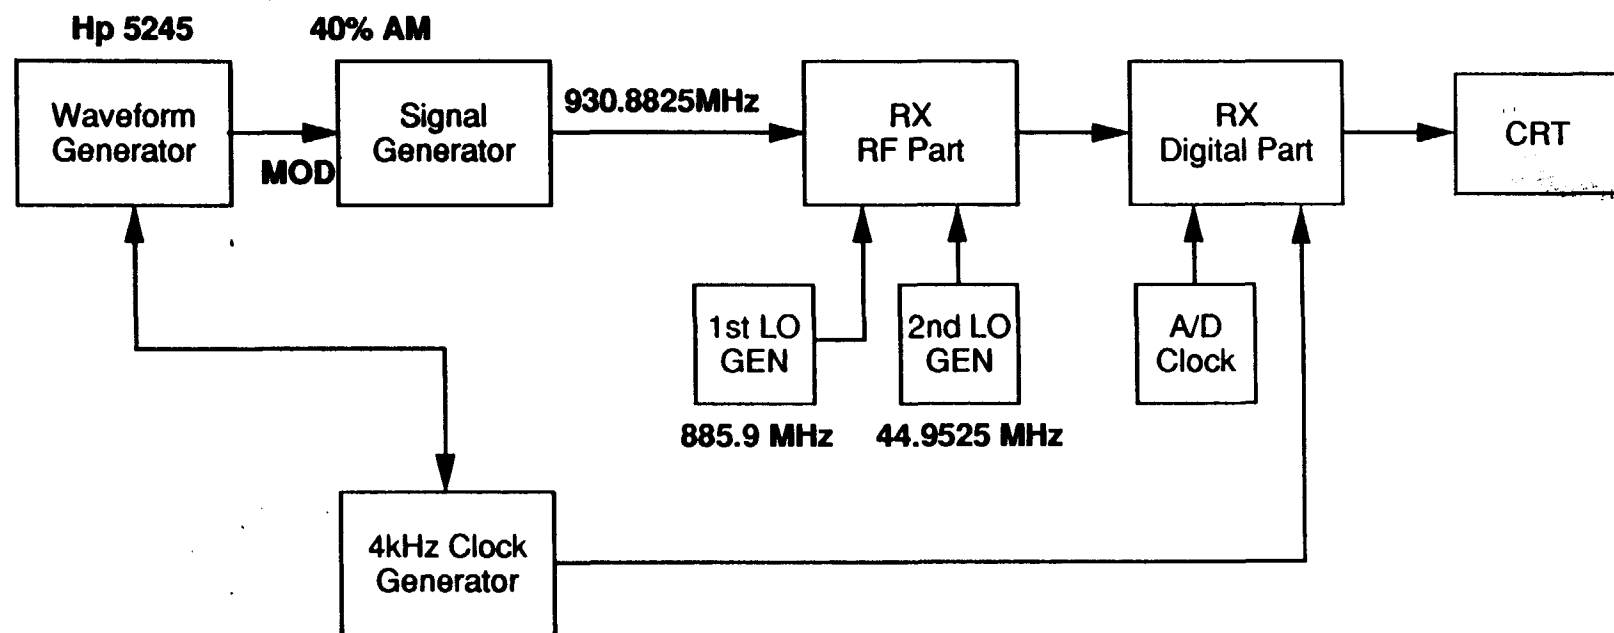 Hp 5245
40% AM
Waveform
Generator
MOD
Signal
Generator
930.8825MHz
RX
RF Part
RX
Digital Part
CRT
1st LO
GEN
885.9 MHz
2nd LO
GEN
44.9525 MHz
A/D
Clock
4kHz Clock
Generator